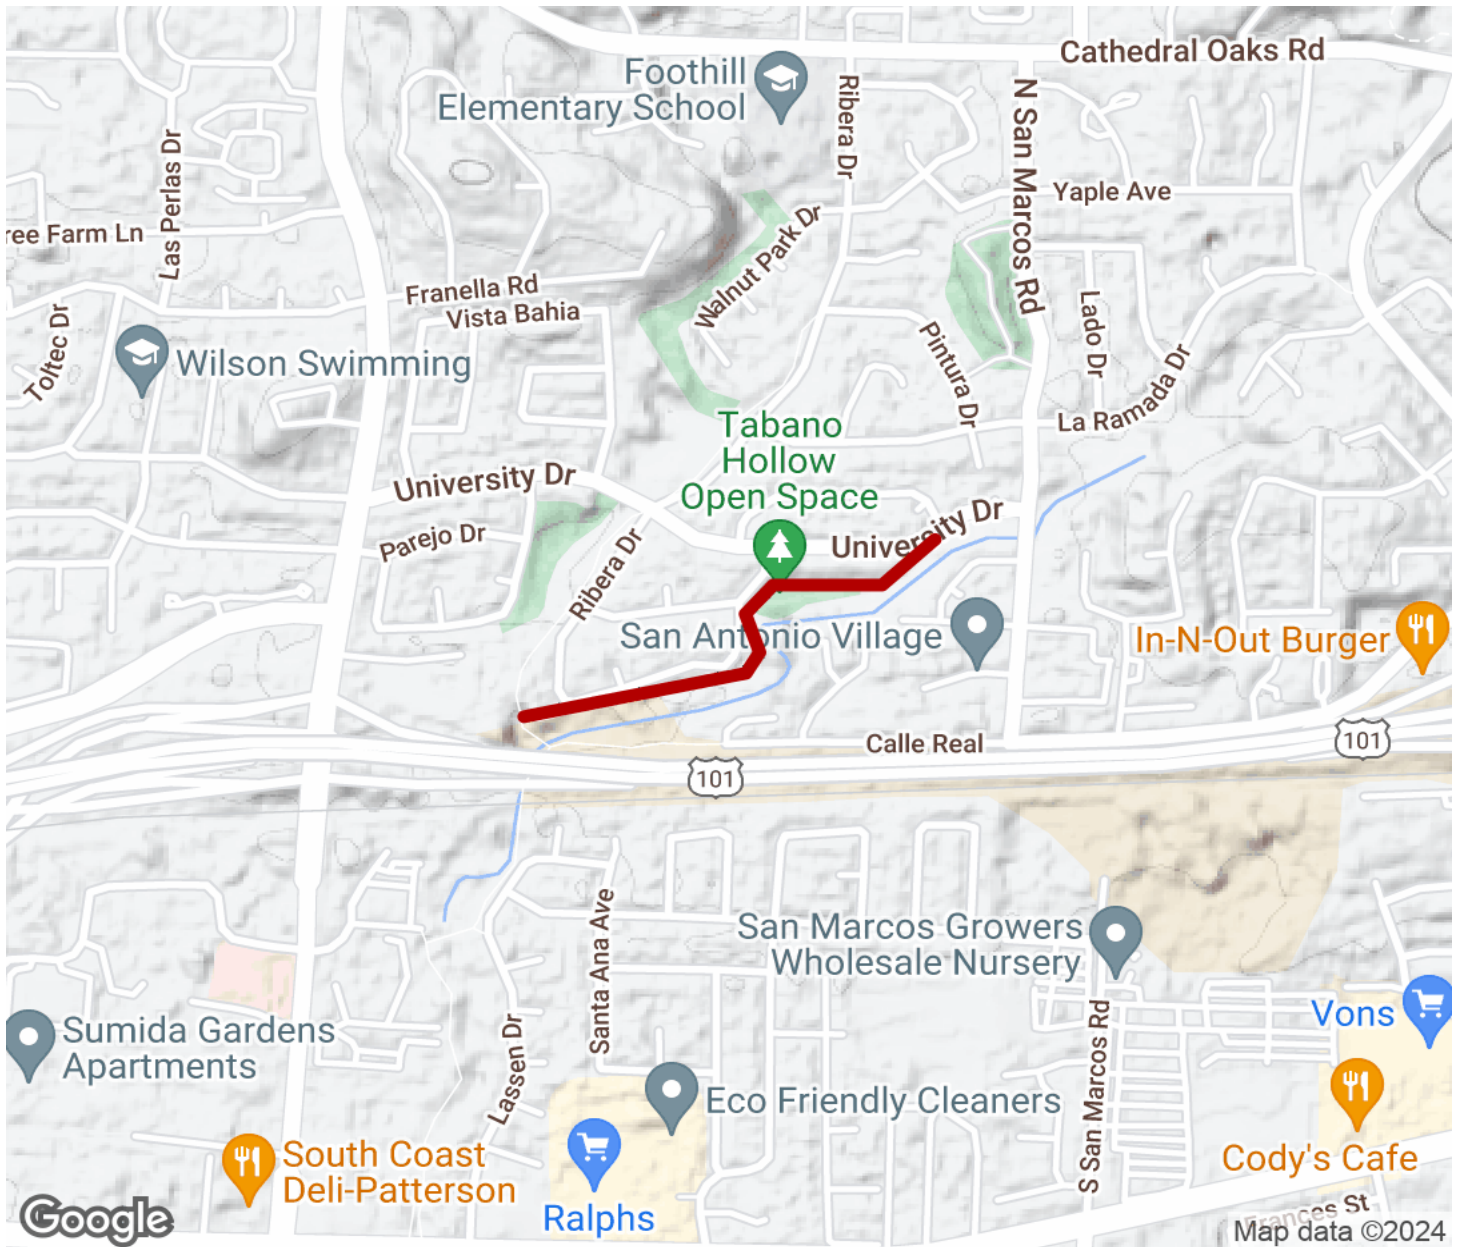 Cathedral Oaks Rd
Foothill
Elementary School
Ribera Dr
N San Marcos Rd
Las Perlas Dr
Yaple Ave
ree Farm Ln
Walnut Park Dr
Franella Rd
Vista Bahia
Toltec Dr
Lado Dr
Pintura Dr
Wilson Swimming
La Ramada Dr
Tabano
Hollow
Open Space
University Dr
University Dr
Parejo Dr
Ribera Dr
San Antonio Village
In-N-Out Burger
Calle Real
101
101
Santa Ana Ave
San Marcos Growers
Wholesale Nursery
Vons
Sumida Gardens
Apartments
Lassen Dr
S San Marcos Rd
Eco Friendly Cleaners
South Coast
Deli-Patterson
Cody's Cafe
Ralphs
Frances St
Google
Map data ©2024